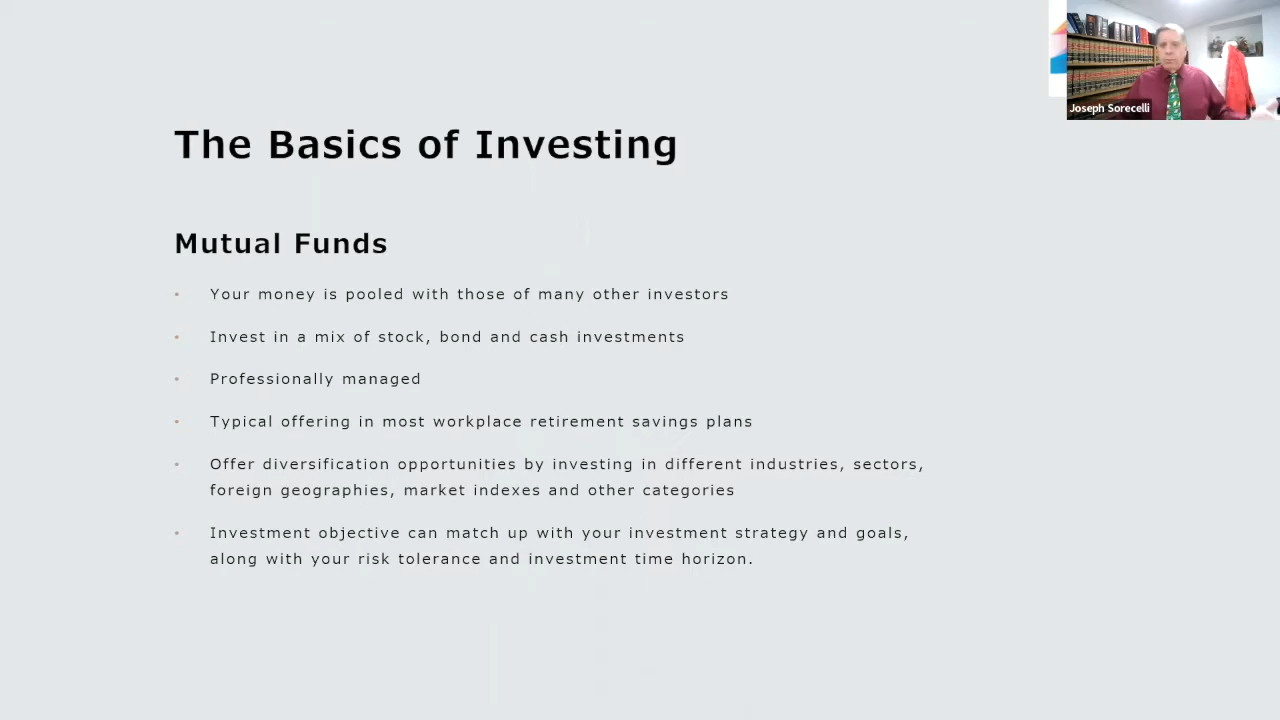 The Basics of Investing
Joseph Sorecelli
Mutual Funds
• Your money is pooled with those of many other investors
• Invest in a mix of stock, bond and cash investments
• Professionally managed
• Typical offering in most workplace retirement savings plans
• Offer diversification opportunities by investing in different industries, sectors,
foreign geographies, market indexes and other categories
• Investment objective can match up with your investment strategy and goals,
along with your risk tolerance and investment time horizon.